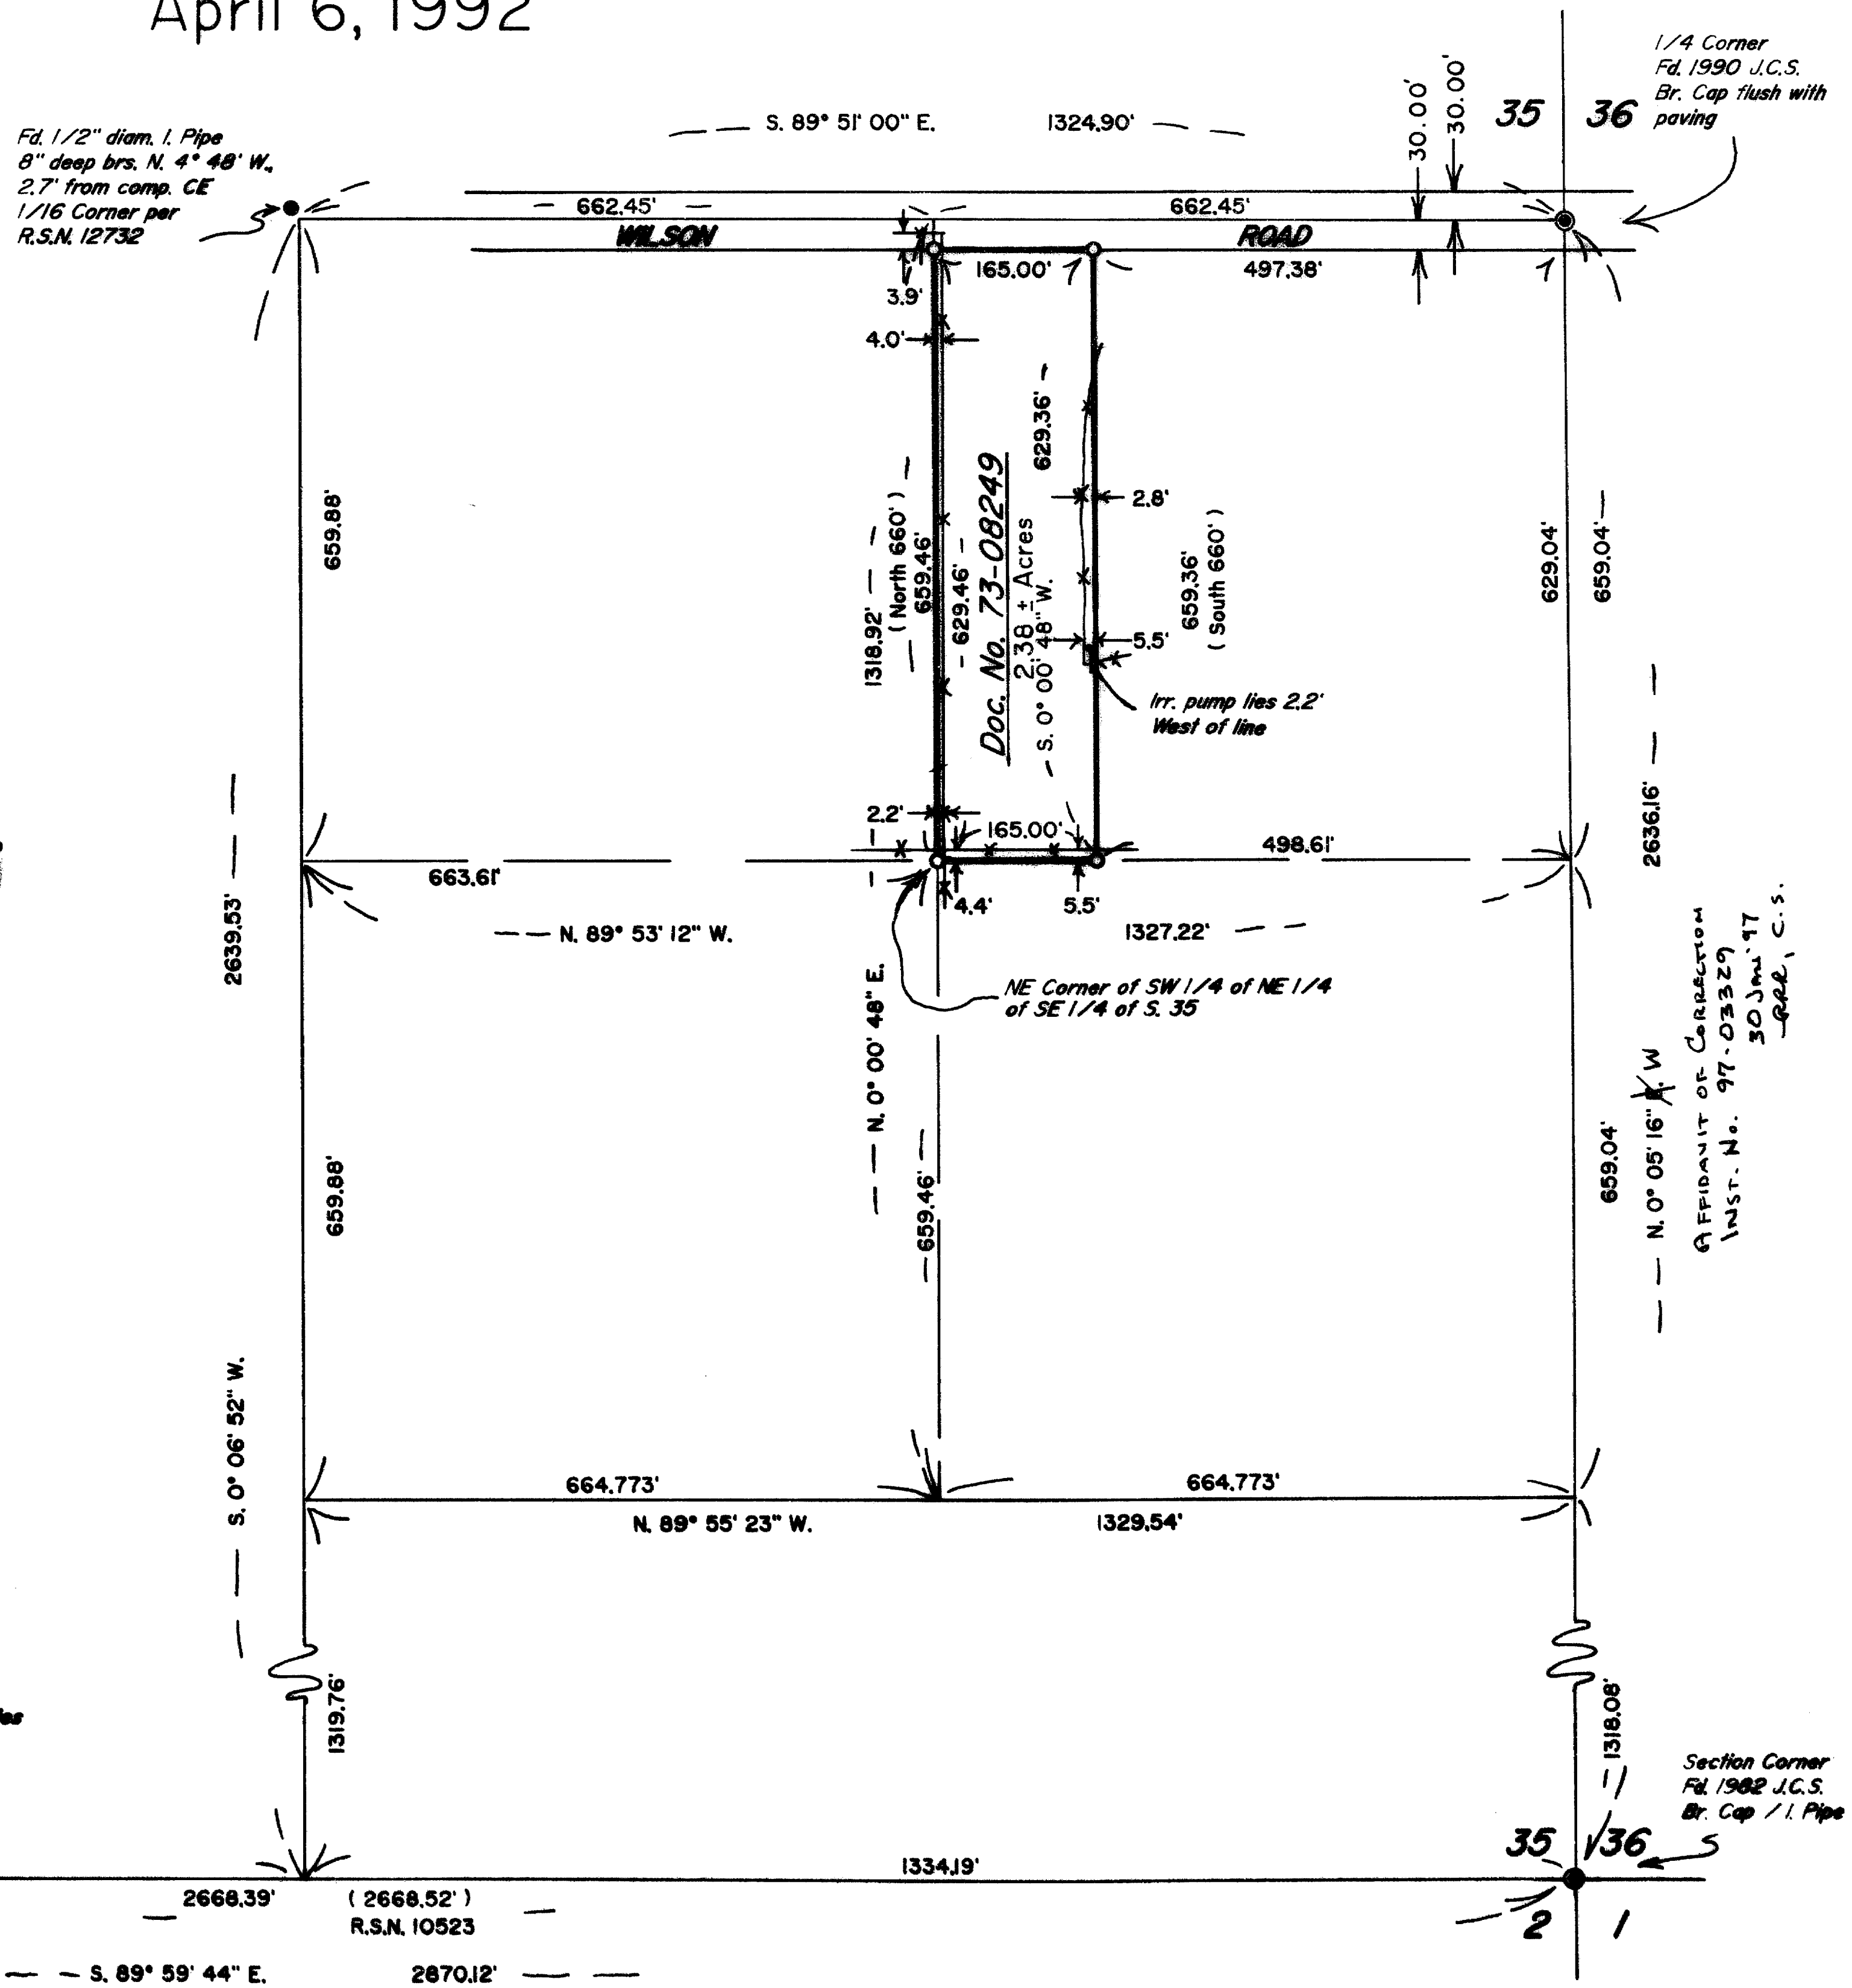 April 6, 1992
1/4 Corner
Fd. 1990 J.C.S.
Br. Cap flush with
paving
35 36
30.00'
30.00'
Fd. 1/2" diam. I. Pipe
8" deep brs. N. 4° 48' W.,
2.7' from comp. CE
1/16 Corner per
R.S.N. 12732
S. 89° 51' 00" E. 1324.90'
662.45' 662.45'
WILSON ROAD
165.00' 497.38'
3.9'
4.0'
659.88'
1318.92'
( North 660' )
659.46'
629.46'
Doc. No. 73-08249
2.38 ± Acres
S. 0° 00' 48" W.
629.36'
2.8'
5.5'
659.36'
( South 660' )
629.04'
659.04'
Irr. pump lies 2.2'
West of line
2.2'
165.00'
498.61'
663.61'
4.4' 5.5'
N. 89° 53' 12" W. 1327.22'
2639.53'
2636.16'
NE Corner of SW 1/4 of NE 1/4
of SE 1/4 of S. 35
N. 0° 00' 48" E.
659.46'
659.88'
659.04'
N. 0° 05' 16" E. W
AFFIDAVIT OF CORRECTION
INST. No. 97-033329
30 JAN '97
RRR, C.S.
S. 0° 06' 52" W.
664.773' 664.773'
N. 89° 55' 23" W. 1329.54'
1319.76'
1318.08'
Section Corner
Fd. 1982 J.C.S.
Br. Cap / I. Pipe
35 36
1334.19'
2668.39' ( 2668.52' )
R.S.N. 10523
2 1
S. 89° 59' 44" E. 2870.12'